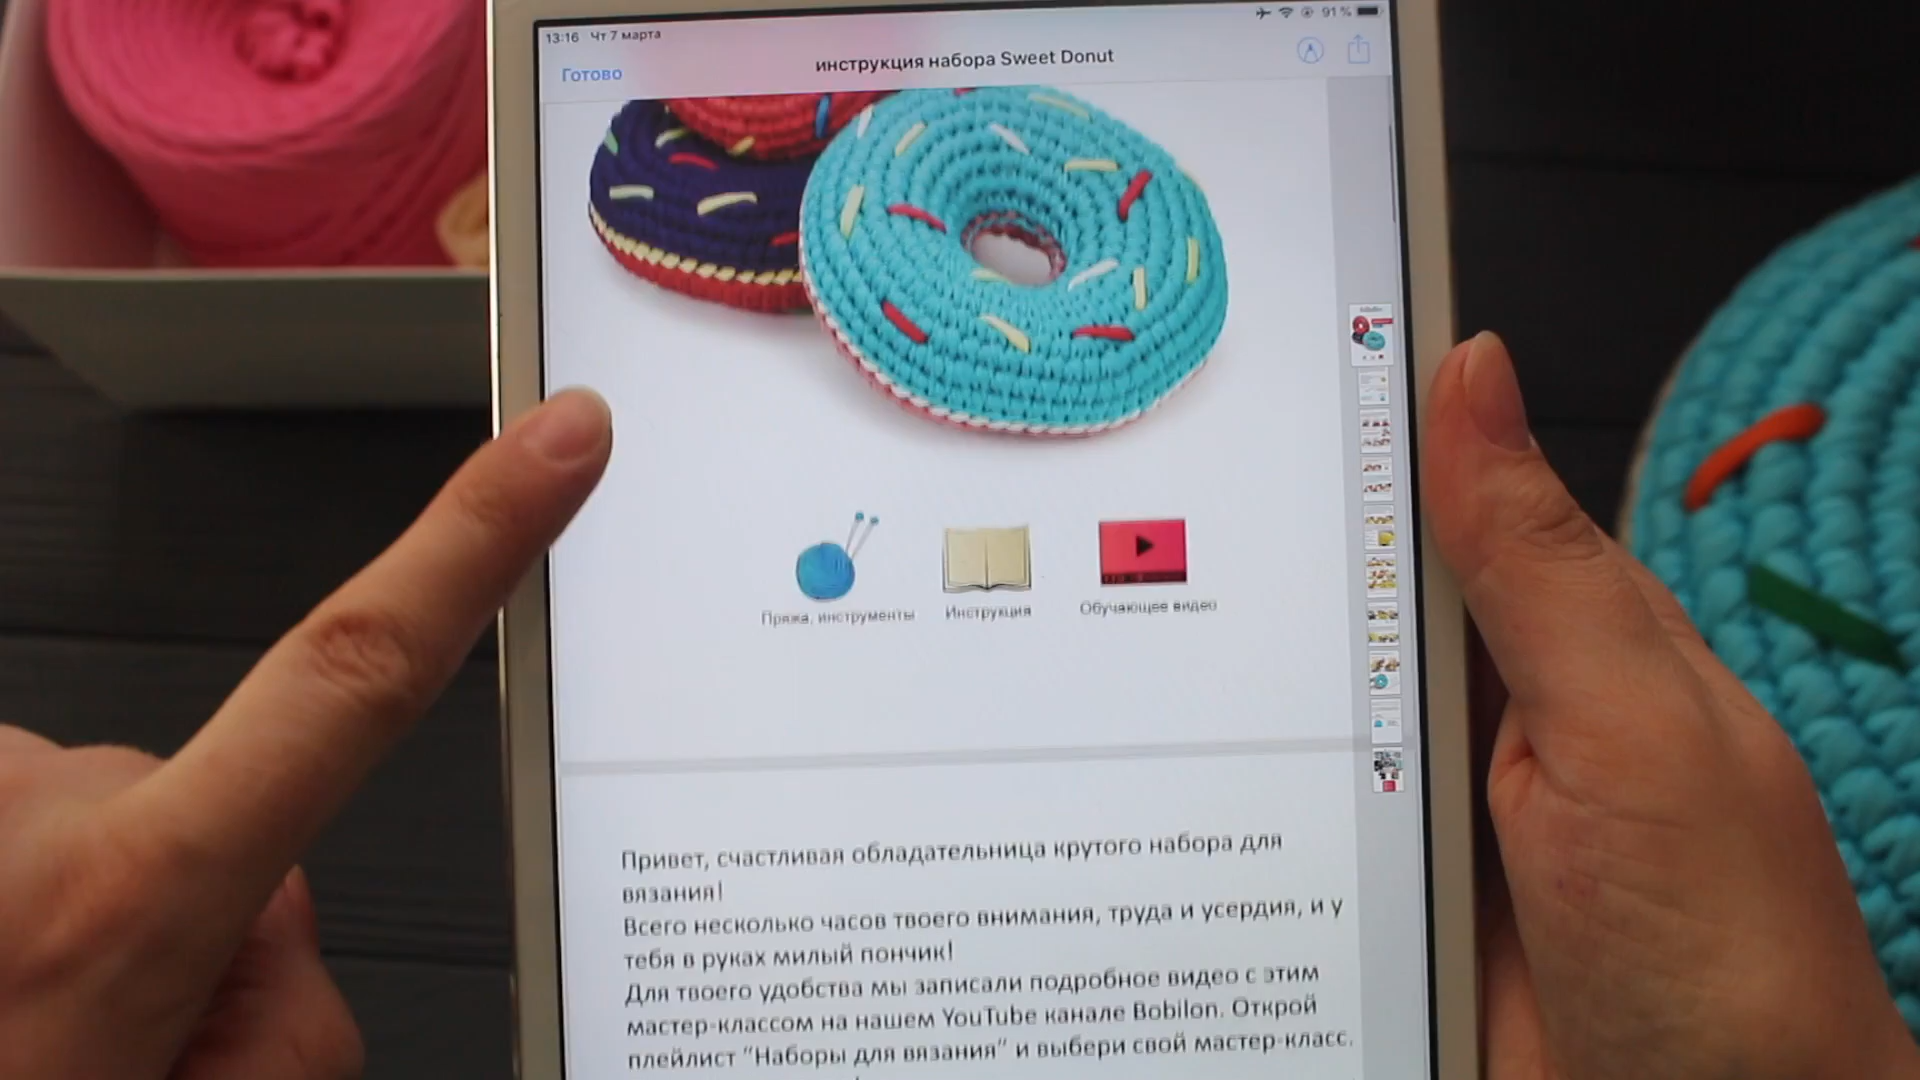 13:16 Чт 7 марта
91 %
Готово
инструкция набора Sweet Donut
Пряжа, инструменты
Инструкция
Обучающее видео
Привет, счастливая обладательница крутого набора для
вязания!
Всего несколько часов твоего внимания, труда и усердия, и у
тебя в руках милый пончик!
Для твоего удобства мы записали подробное видео с этим
мастер-классом на нашем YouTube канале Bobilon. Открой
плейлист "Наборы для вязания" и выбери свой мастер-класс.